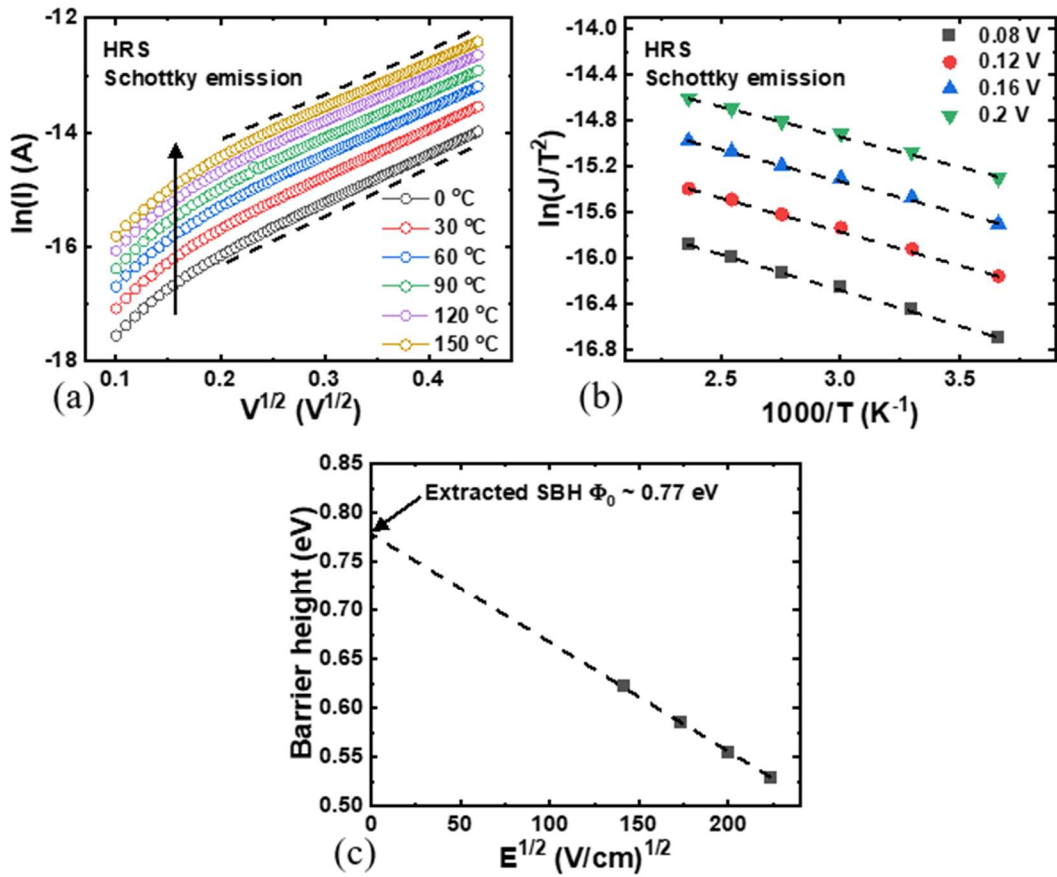 -12
-14
-16
-18
ln(I) (A)
HRS
Schottky emission
0 °C
30 °C
60 °C
90 °C
120 °C
150 °C
0.1 0.2 0.3 0.4
V1/2 (V1/2)
(a)
-14.0
-14.4
-14.8
-15.2
-15.6
-16.0
-16.4
-16.8
ln(J/T2)
HRS
Schottky emission
0.08 V
0.12 V
0.16 V
0.2 V
2.5 3.0 3.5
1000/T (K-1)
(b)
0.85
0.80
0.75
0.70
0.65
0.60
0.55
0.50
Barrier height (eV)
Extracted SBH Φ0 ~ 0.77 eV
0 50 100 150 200
E1/2 (V/cm)1/2
(c)